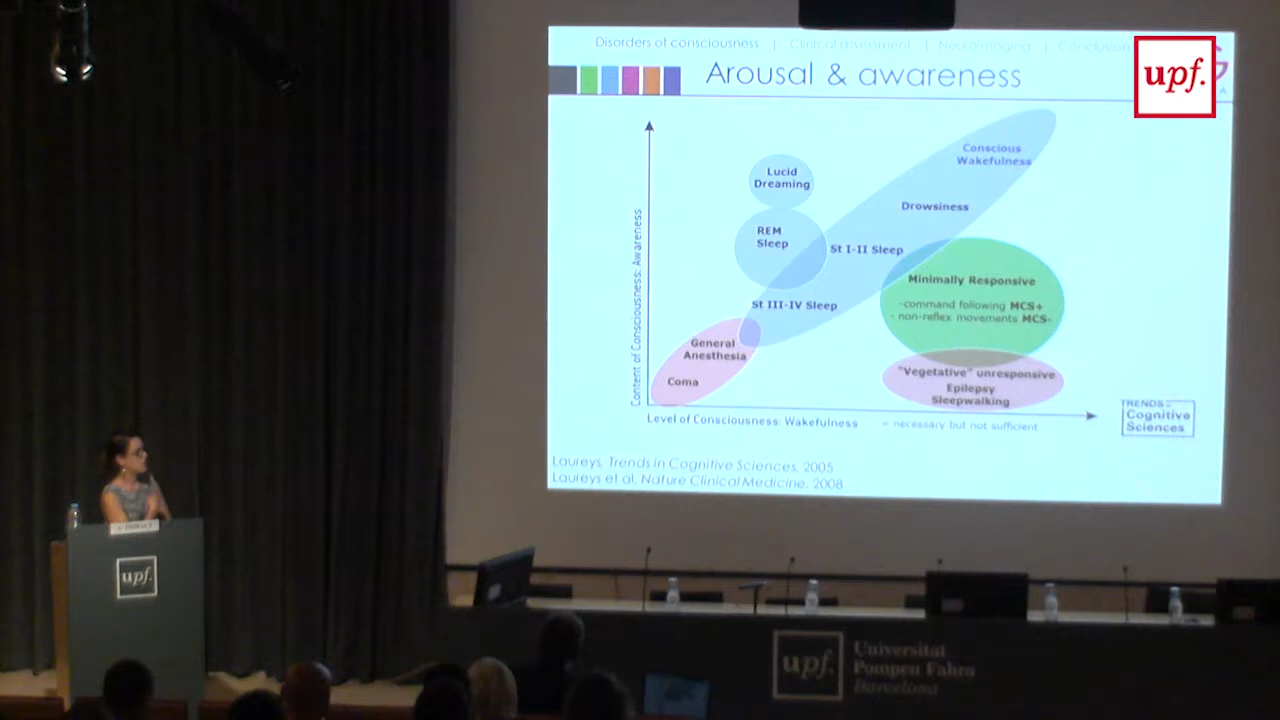 Disorders of consciousness | Clinical assessment | Neuroimaging | Conclusion
Arousal & awareness
upf.
Content of Consciousness: Awareness
Conscious
Wakefulness
Lucid
Dreaming
Drowsiness
REM
Sleep
St I-II Sleep
Minimally Responsive
-command following MCS+
- non-reflex movements MCS-
St III-IV Sleep
General
Anesthesia
Coma
"Vegetative" unresponsive
Epilepsy
Sleepwalking
Level of Consciousness: Wakefulness
= necessary but not sufficient
TRENDS in
Cognitive
Sciences
Laureys, Trends in Cognitive Sciences, 2005
Laureys et al, Nature Clinical Medicine, 2008
upf.
upf.
Universitat
Pompeu Fabra
Barcelona